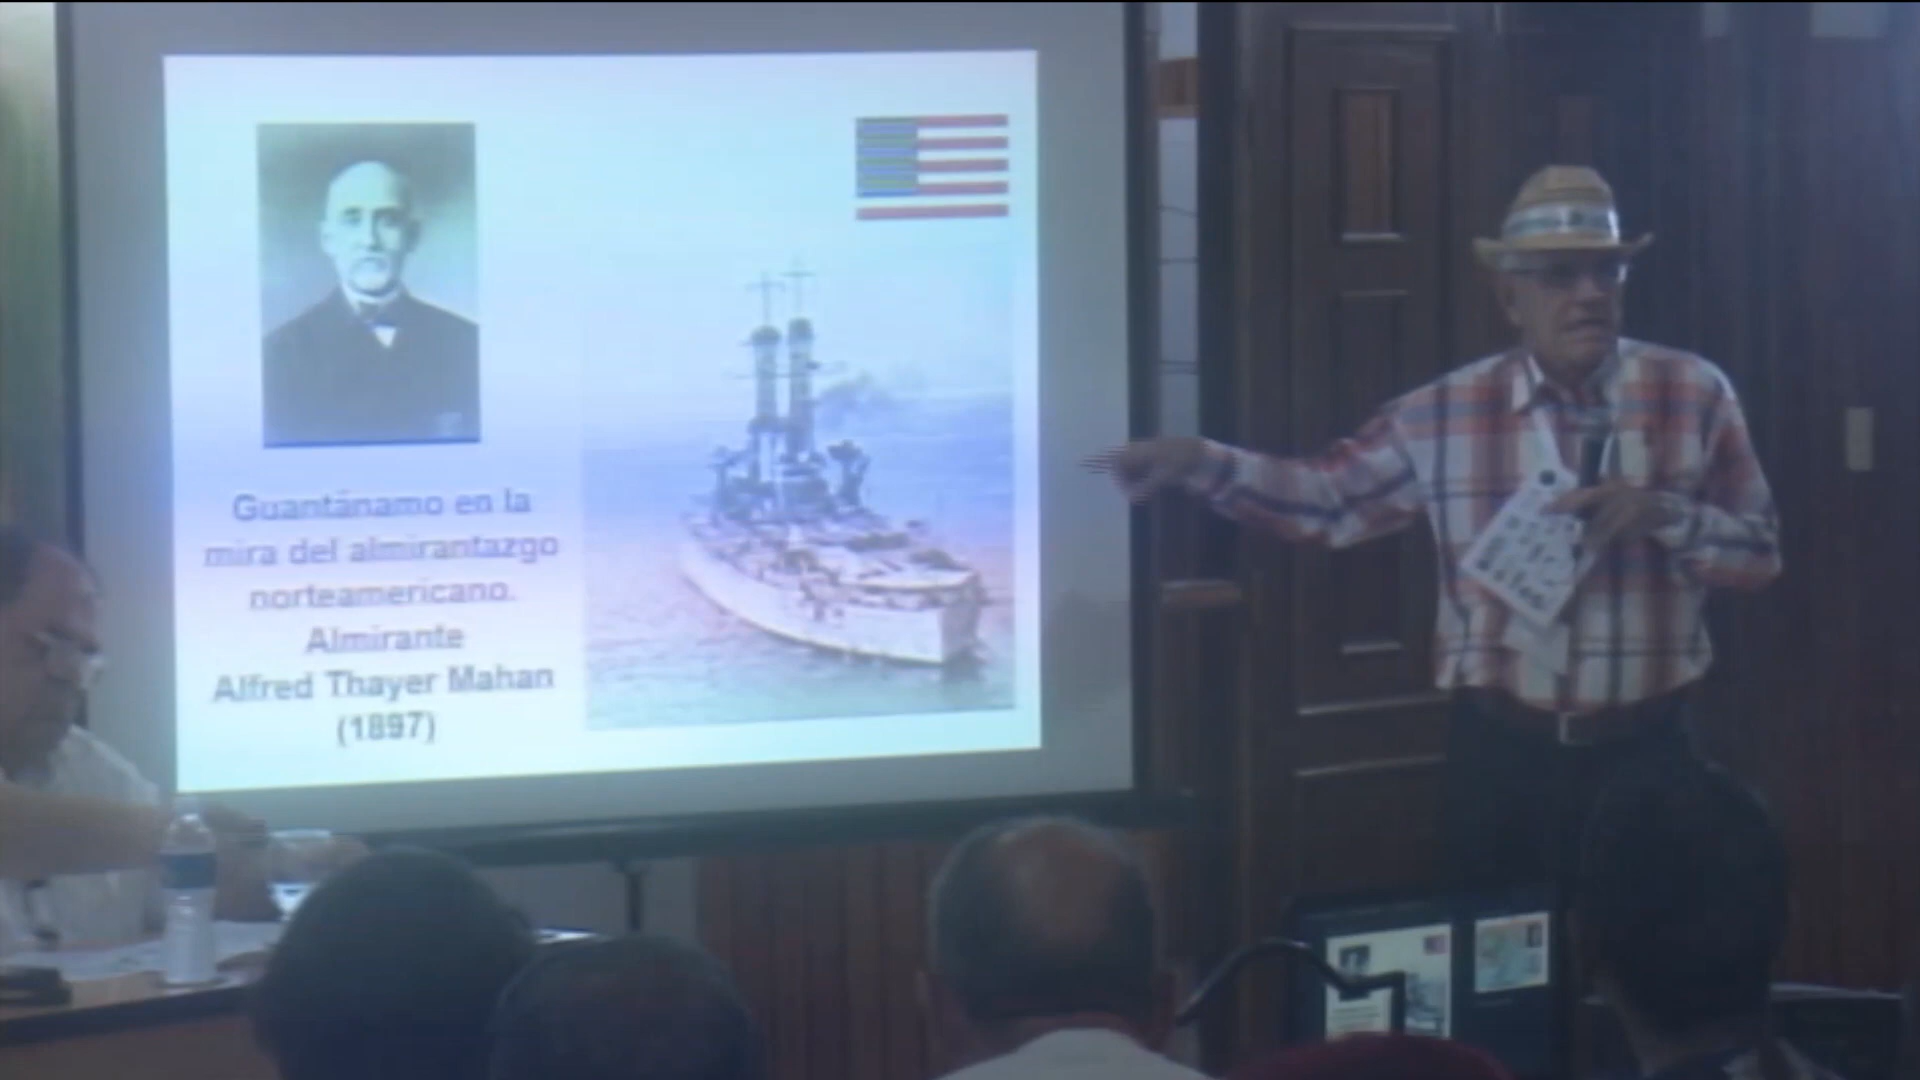 Guantánamo en la
mira del almirantazgo
norteamericano.
Almirante
Alfred Thayer Mahan
(1897)